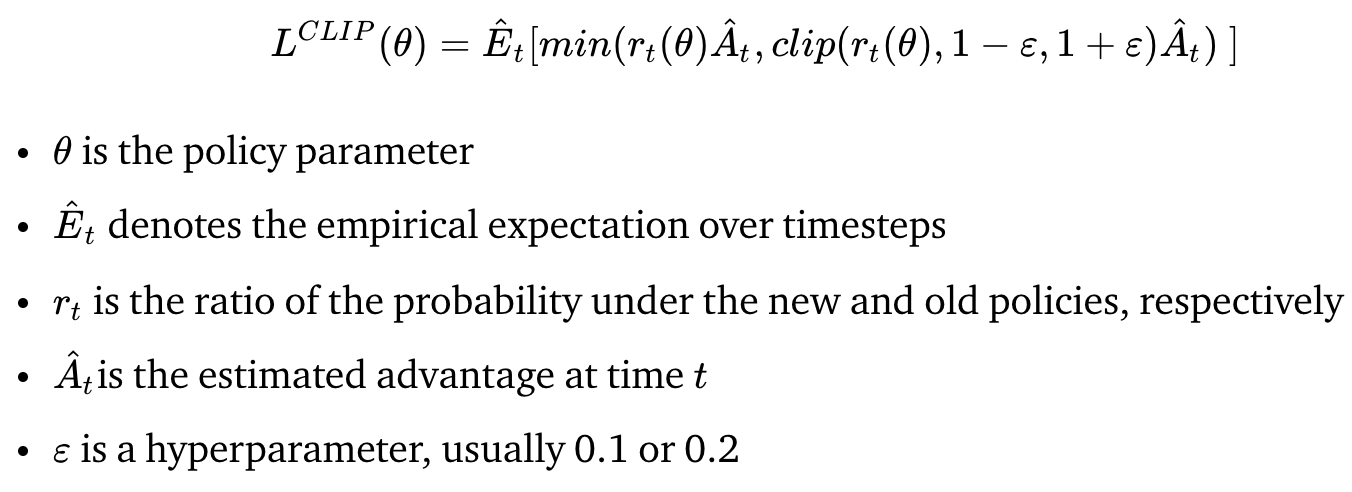 L^{CLIP}(θ) = Ê_t[min(r_t(θ)Â_t, clip(r_t(θ), 1 − ε, 1 + ε)Â_t) ]
• θ is the policy parameter
• Ê_t denotes the empirical expectation over timesteps
• r_t is the ratio of the probability under the new and old policies, respectively
• Â_t is the estimated advantage at time t
• ε is a hyperparameter, usually 0.1 or 0.2